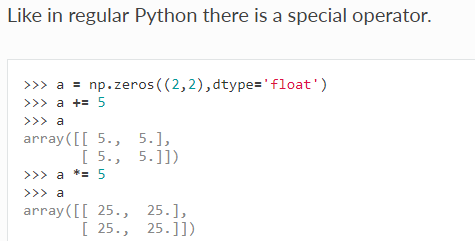 Like in regular Python there is a special operator.
>>> a = np.zeros((2,2),dtype='float')
>>> a += 5
>>> a
array([[ 5.,  5.],
       [ 5.,  5.]])
>>> a *= 5
>>> a
array([[ 25.,  25.],
       [ 25.,  25.]])